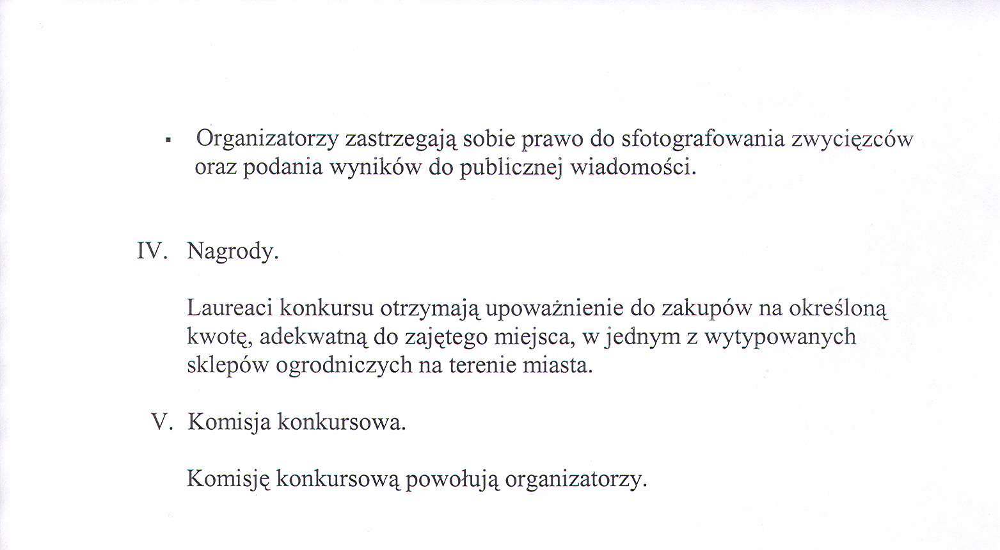 ▪ Organizatorzy zastrzegają sobie prawo do sfotografowania zwycięzców
oraz podania wyników do publicznej wiadomości.
IV. Nagrody.
Laureaci konkursu otrzymają upoważnienie do zakupów na określoną
kwotę, adekwatną do zajętego miejsca, w jednym z wytypowanych
sklepów ogrodniczych na terenie miasta.
V. Komisja konkursowa.
Komisję konkursową powołują organizatorzy.